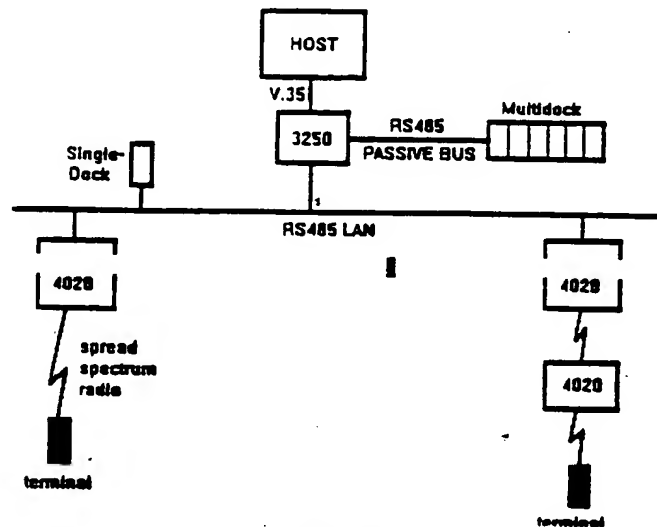 HOST
V.35
3250
RS485
PASSIVE BUS
Multidock
Single-
Dock
RS485 LAN
4020
spread
spectrum
radio
terminal
4020
4020
terminal